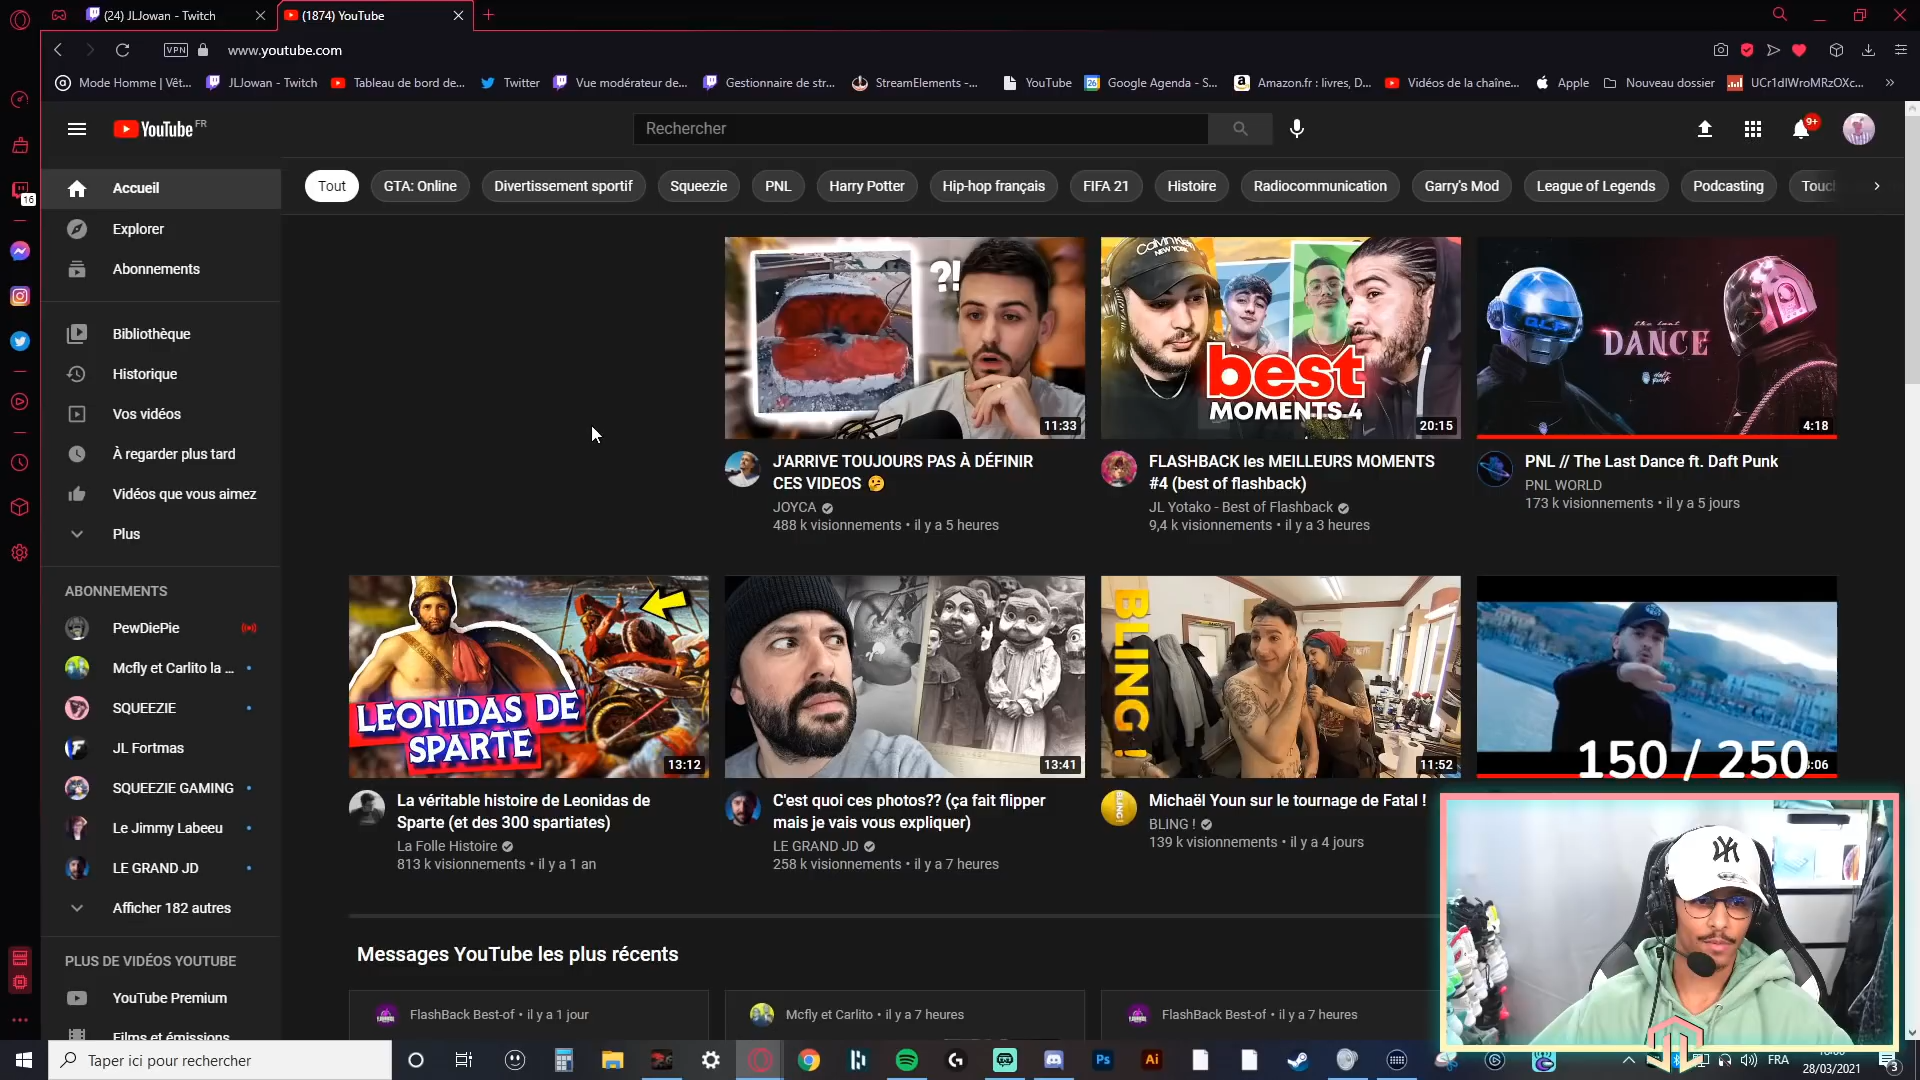 (24) JLJowan - Twitch
(1874) YouTube
VPN
www.youtube.com
Mode Homme | Vêt...
JLJowan - Twitch
Tableau de bord de...
Twitter
Vue modérateur de...
Gestionnaire de str...
StreamElements -...
YouTube
Google Agenda - S...
Amazon.fr : livres, D...
Vidéos de la chaîne...
Apple
Nouveau dossier
UCr1dIWroMRzOXc...
YouTube FR
Rechercher
9+
16
Accueil
Explorer
Abonnements
Bibliothèque
Historique
Vos vidéos
À regarder plus tard
Vidéos que vous aimez
Plus
ABONNEMENTS
PewDiePie
Mcfly et Carlito la ...
SQUEEZIE
JL Fortmas
SQUEEZIE GAMING
Le Jimmy Labeeu
LE GRAND JD
Afficher 182 autres
PLUS DE VIDÉOS YOUTUBE
YouTube Premium
Films et émissions
Tout
GTA: Online
Divertissement sportif
Squeezie
PNL
Harry Potter
Hip-hop français
FIFA 21
Histoire
Radiocommunication
Garry's Mod
League of Legends
Podcasting
?!
11:33
J'ARRIVE TOUJOURS PAS À DÉFINIR
CES VIDEOS 🤔
JOYCA
488 k visionnements • il y a 5 heures
Calvin Klein
NEW YORK
best
MOMENTS 4
20:15
FLASHBACK les MEILLEURS MOMENTS
#4 (best of flashback)
JL Yotako - Best of Flashback
9,4 k visionnements • il y a 3 heures
the last
DANCE
4:18
PNL // The Last Dance ft. Daft Punk
PNL WORLD
173 k visionnements • il y a 5 jours
LEONIDAS DE
SPARTE
13:12
La véritable histoire de Leonidas de
Sparte (et des 300 spartiates)
La Folle Histoire
813 k visionnements • il y a 1 an
13:41
C'est quoi ces photos?? (ça fait flipper
mais je vais vous expliquer)
LE GRAND JD
258 k visionnements • il y a 7 heures
BLING !
11:52
Michaël Youn sur le tournage de Fatal !
BLING !
139 k visionnements • il y a 4 jours
150 / 250
:06
Messages YouTube les plus récents
FlashBack Best-of • il y a 1 jour
Mcfly et Carlito • il y a 7 heures
FlashBack Best-of • il y a 7 heures
NY
Taper ici pour rechercher
Ps
Ai
FRA
28/03/2021
3